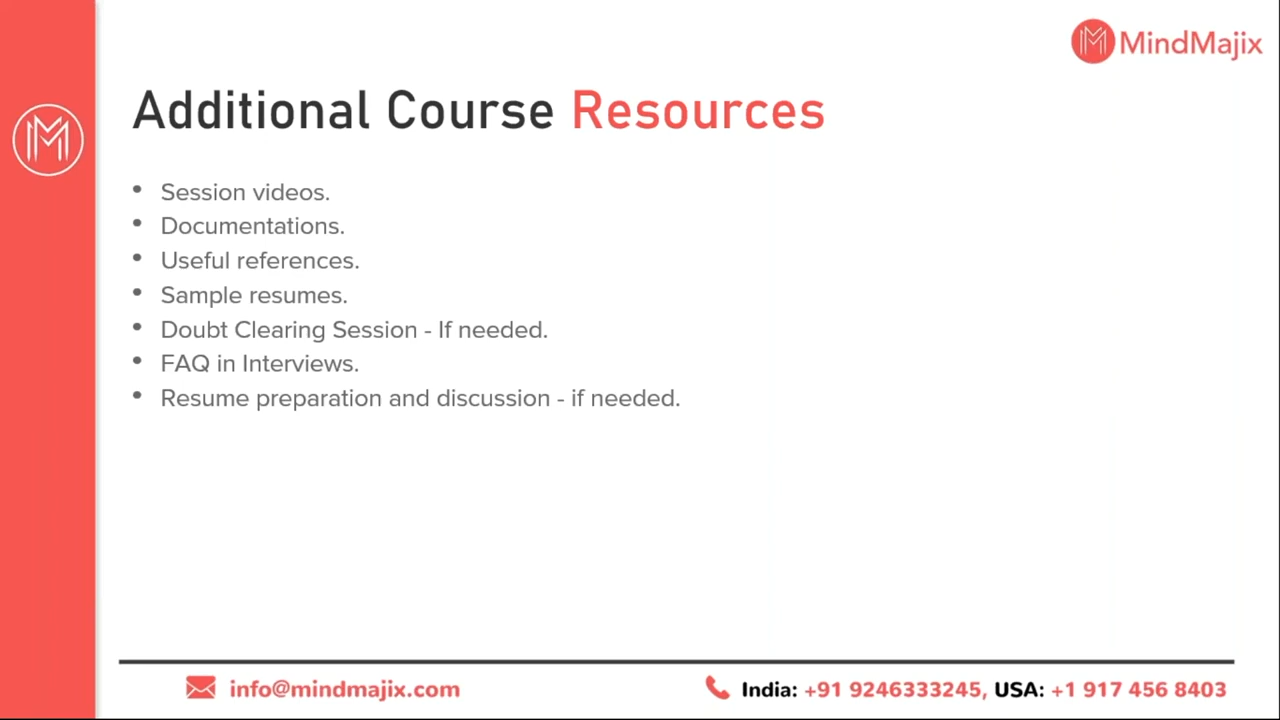 MindMajix
Additional Course Resources
• Session videos.
• Documentations.
• Useful references.
• Sample resumes.
• Doubt Clearing Session - If needed.
• FAQ in Interviews.
• Resume preparation and discussion - if needed.
info@mindmajix.com
India: +91 9246333245, USA: +1 917 456 8403